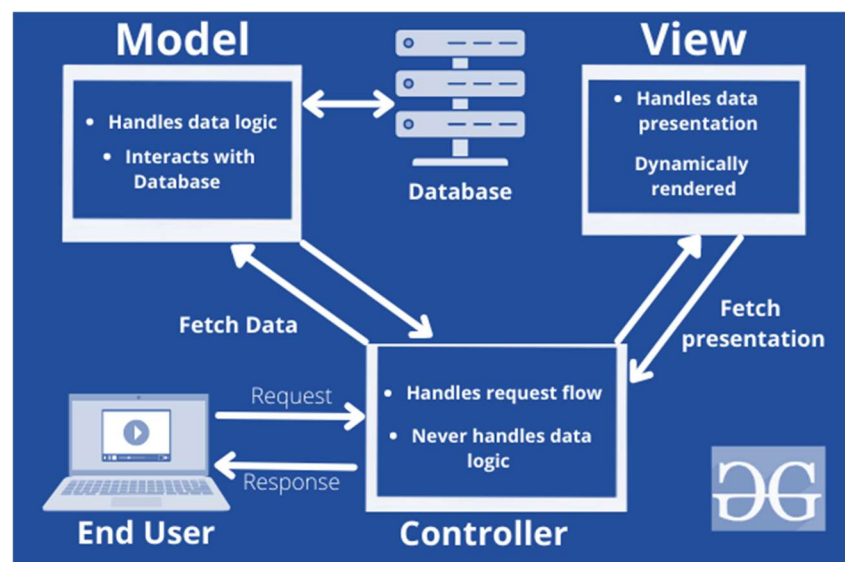 Model
View
• Handles data logic
• Interacts with
Database
Database
• Handles data
presentation
Dynamically
rendered
Fetch Data
Fetch
presentation
Request
Response
• Handles request flow
• Never handles data
logic
End User
Controller
GG